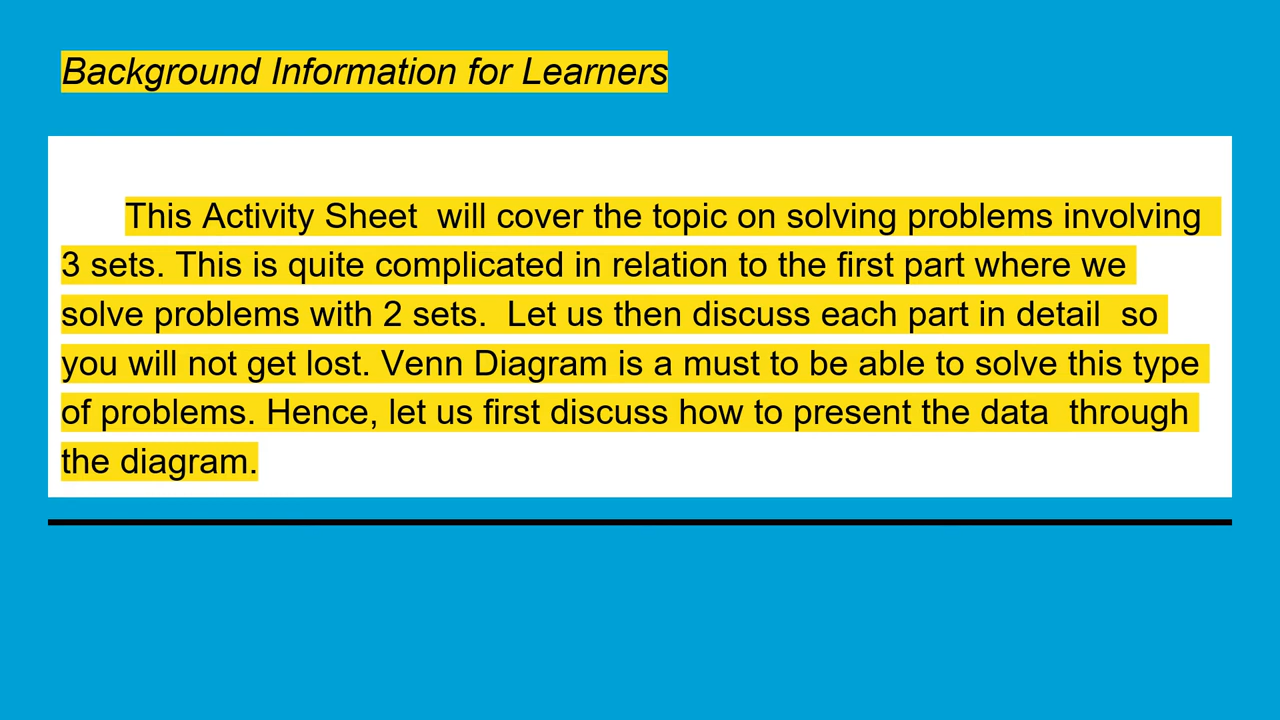 Background Information for Learners
This Activity Sheet  will cover the topic on solving problems involving
3 sets. This is quite complicated in relation to the first part where we
solve problems with 2 sets.  Let us then discuss each part in detail  so
you will not get lost. Venn Diagram is a must to be able to solve this type
of problems. Hence, let us first discuss how to present the data  through
the diagram.